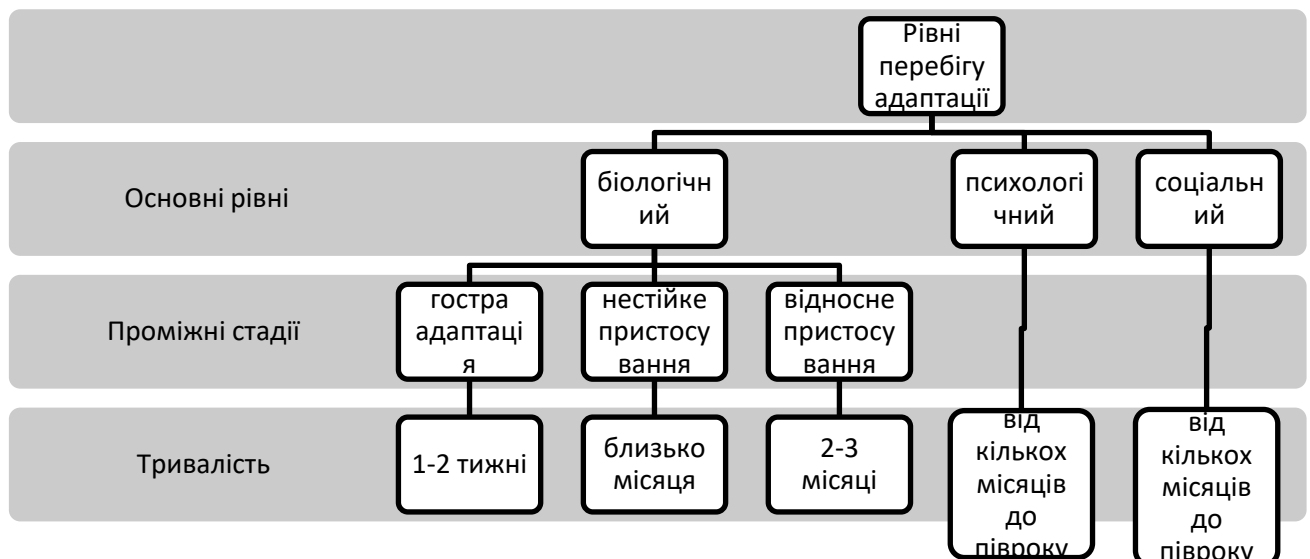 Рівні
перебігу
адаптації
Основні рівні
біологічн
ий
психологі
чний
соціальн
ий
Проміжні стадії
гостра
адаптаці
я
нестійке
пристосу
вання
відносне
пристосу
вання
Тривалість
1-2 тижні
близько
місяця
2-3
місяці
від
кількох
місяців
до
півроку
від
кількох
місяців
до
півроку